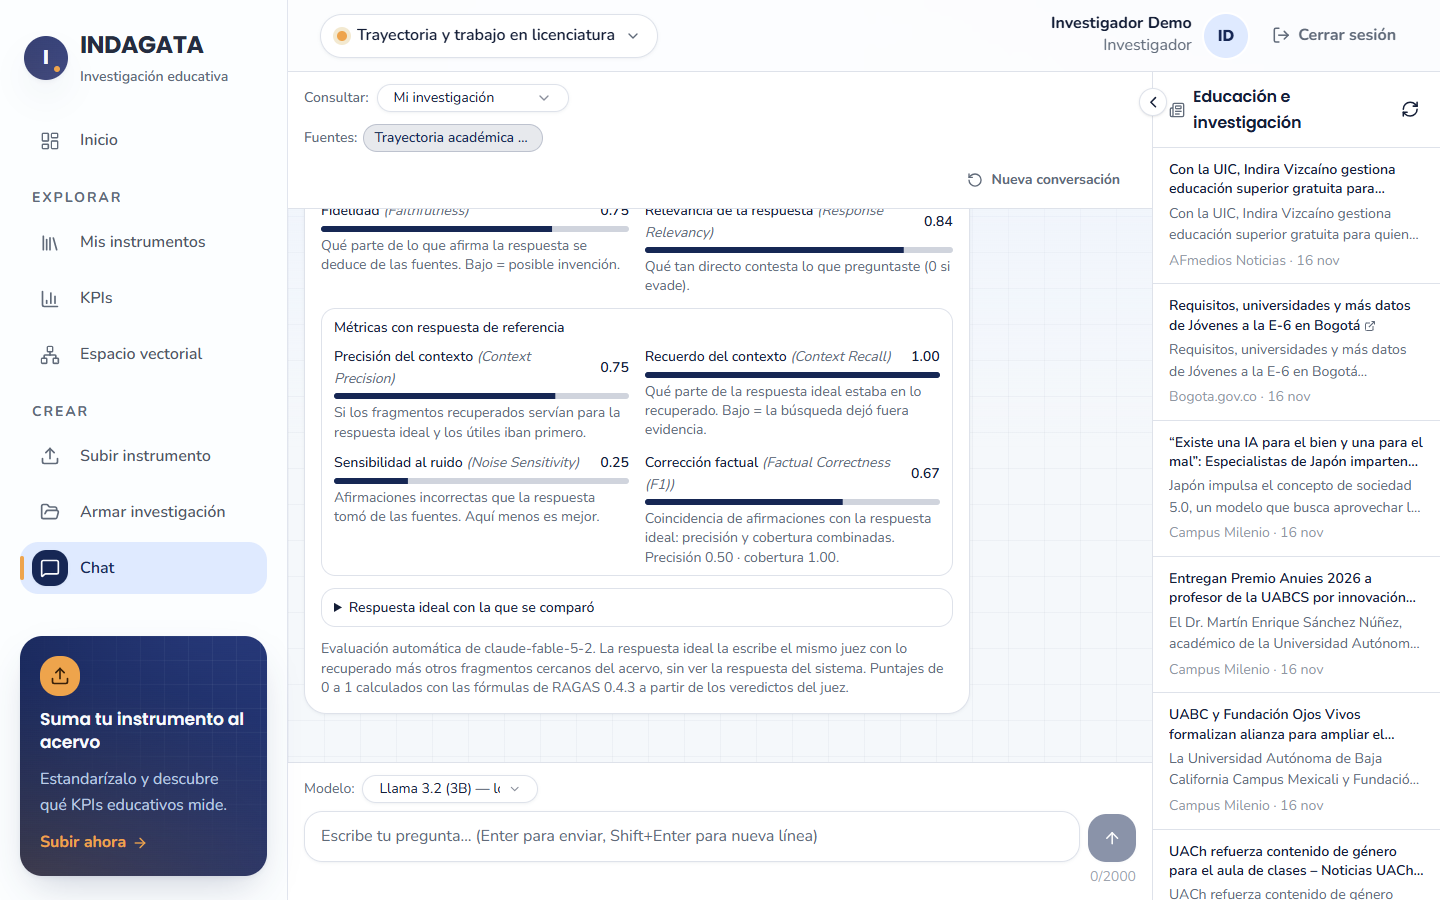 I
INDAGATA
Investigación educativa
Inicio
EXPLORAR
Mis instrumentos
KPIs
Espacio vectorial
CREAR
Subir instrumento
Armar investigación
Chat
Suma tu instrumento al
acervo
Estandarízalo y descubre
qué KPIs educativos mide.
Subir ahora →
Trayectoria y trabajo en licenciatura
Investigador Demo
Investigador
ID
Cerrar sesión
Consultar:
Mi investigación
Fuentes:
Trayectoria académica ...
Nueva conversación
Fidelidad (Faithfulness) 0.75
Qué parte de lo que afirma la respuesta se
deduce de las fuentes. Bajo = posible invención.
Relevancia de la respuesta (Response
Relevancy) 0.84
Qué tan directo contesta lo que preguntaste (0 si
evade).
Métricas con respuesta de referencia
Precisión del contexto (Context
Precision) 0.75
Si los fragmentos recuperados servían para la
respuesta ideal y los útiles iban primero.
Recuerdo del contexto (Context Recall) 1.00
Qué parte de la respuesta ideal estaba en lo
recuperado. Bajo = la búsqueda dejó fuera
evidencia.
Sensibilidad al ruido (Noise Sensitivity) 0.25
Afirmaciones incorrectas que la respuesta
tomó de las fuentes. Aquí menos es mejor.
Corrección factual (Factual Correctness
(F1)) 0.67
Coincidencia de afirmaciones con la respuesta
ideal: precisión y cobertura combinadas.
Precisión 0.50 · cobertura 1.00.
Respuesta ideal con la que se comparó
Evaluación automática de claude-fable-5-2. La respuesta ideal la escribe el mismo juez con lo
recuperado más otros fragmentos cercanos del acervo, sin ver la respuesta del sistema. Puntajes de
0 a 1 calculados con las fórmulas de RAGAS 0.4.3 a partir de los veredictos del juez.
Modelo:
Llama 3.2 (3B) — lo
Escribe tu pregunta... (Enter para enviar, Shift+Enter para nueva línea)
0/2000
Educación e
investigación
Con la UIC, Indira Vizcaíno gestiona
educación superior gratuita para...
Con la UIC, Indira Vizcaíno gestiona
educación superior gratuita para quien...
AFmedios Noticias · 16 nov
Requisitos, universidades y más datos
de Jóvenes a la E-6 en Bogotá
Requisitos, universidades y más datos
de Jóvenes a la E-6 en Bogotá...
Bogota.gov.co · 16 nov
“Existe una IA para el bien y una para el
mal”: Especialistas de Japón imparten...
Japón impulsa el concepto de sociedad
5.0, un modelo que busca aprovechar l...
Campus Milenio · 16 nov
Entregan Premio Anuies 2026 a
profesor de la UABCS por innovación...
El Dr. Martín Enrique Sánchez Núñez,
académico de la Universidad Autónom...
Campus Milenio · 16 nov
UABC y Fundación Ojos Vivos
formalizan alianza para ampliar el...
La Universidad Autónoma de Baja
California Campus Mexicali y Fundació...
Campus Milenio · 16 nov
UACh refuerza contenido de género
para el aula de clases – Noticias UACh...
UACh refuerza contenido de género